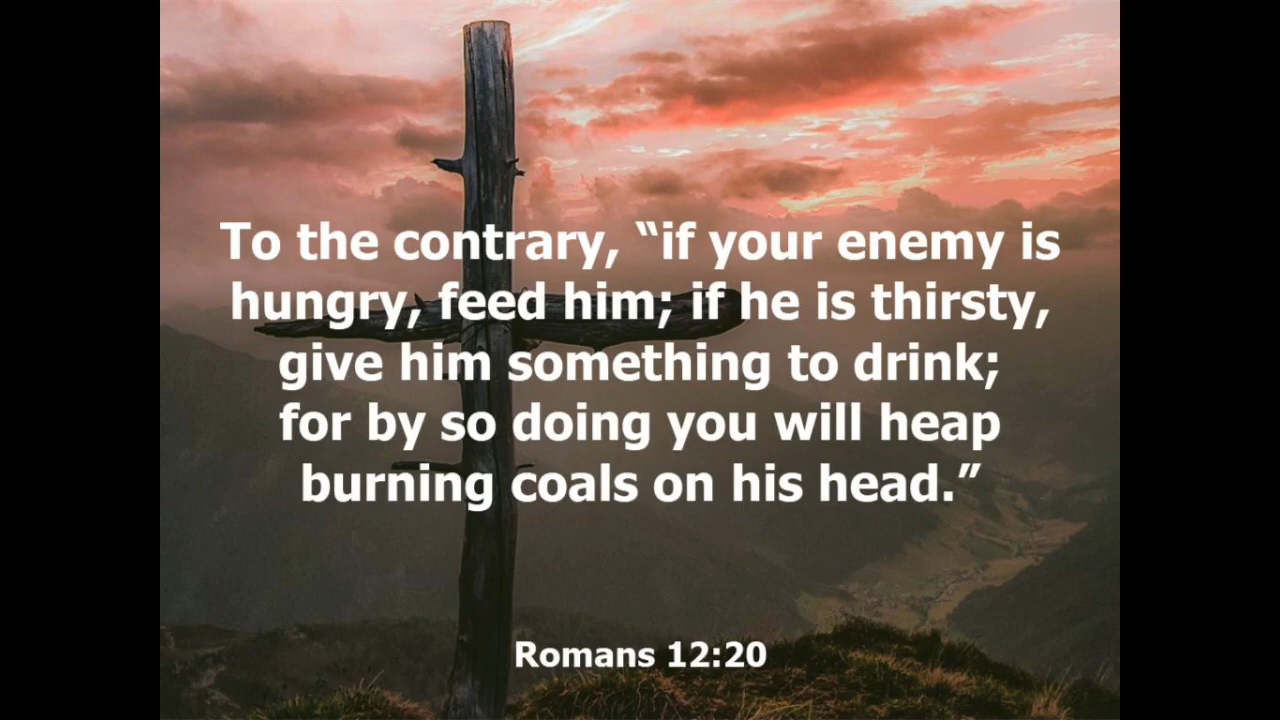 To the contrary, “if your enemy is
hungry, feed him; if he is thirsty,
give him something to drink;
for by so doing you will heap
burning coals on his head.”
Romans 12:20